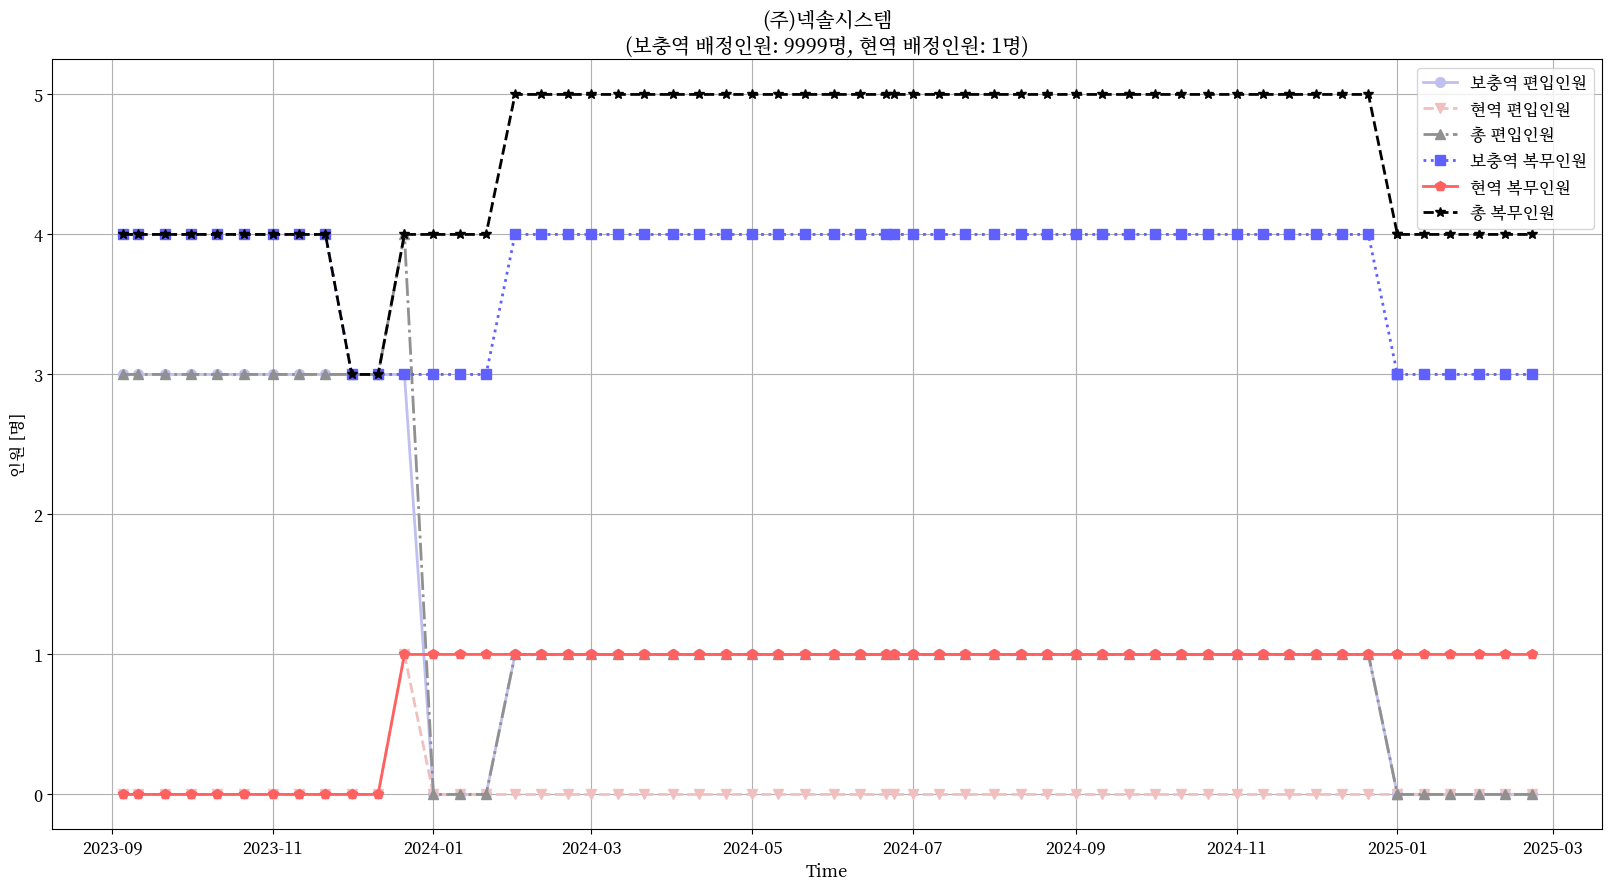 (주)넥솔시스템
(보충역 배정인원: 9999명, 현역 배정인원: 1명)
보충역 편입인원
현역 편입인원
총 편입인원
보충역 복무인원
현역 복무인원
총 복무인원
인원 [명]
5
4
3
2
1
0
2023-09
2023-11
2024-01
2024-03
2024-05
2024-07
2024-09
2024-11
2025-01
2025-03
Time